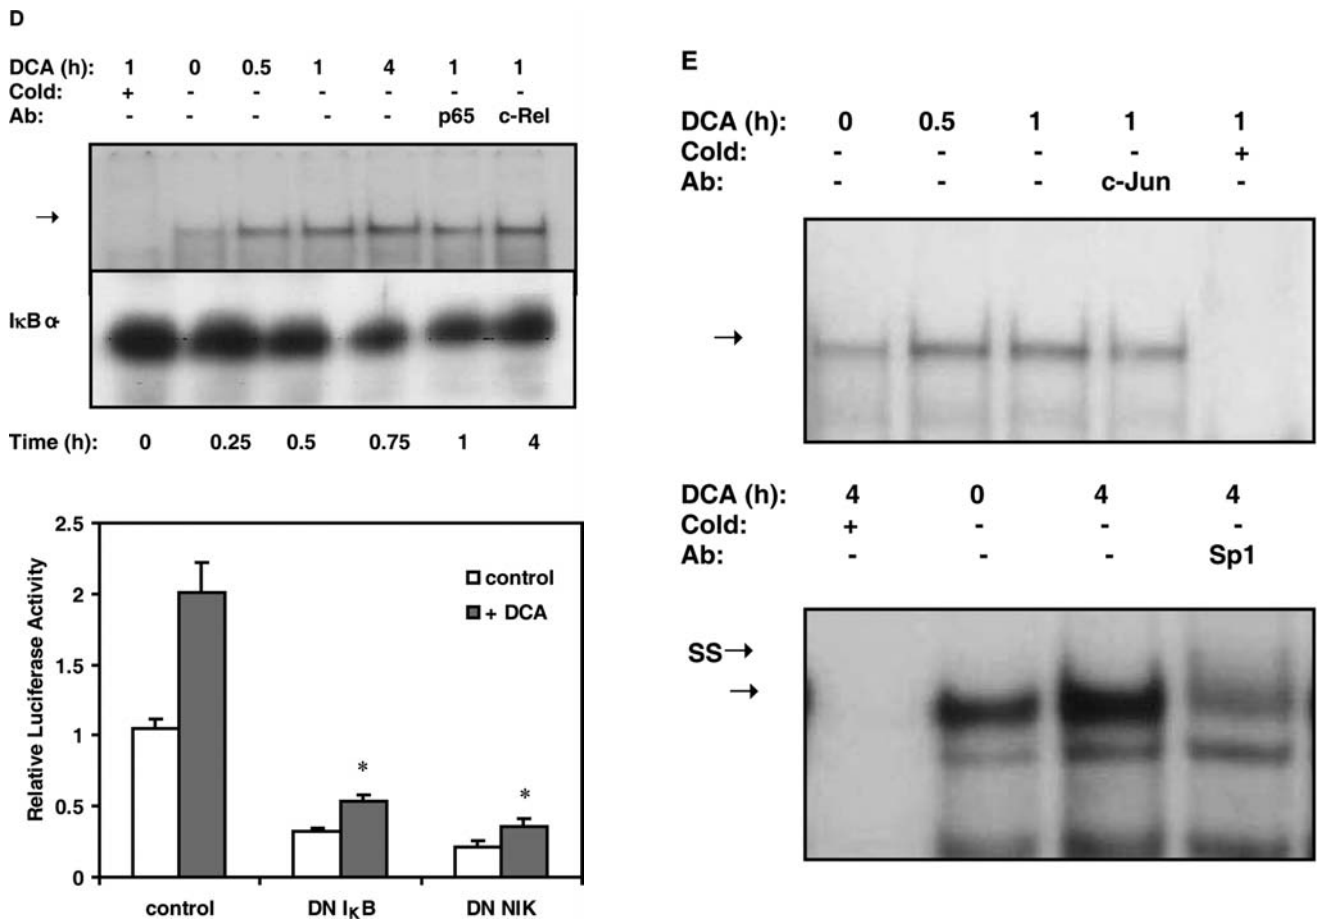 D
DCA (h): 1 0 0.5 1 4 1 1
Cold: + - - - - - -
Ab: - - - - - p65 c-Rel
IκB α-
Time (h): 0 0.25 0.5 0.75 1 4
2.5
2
1.5
1
0.5
0
Relative Luciferase Activity
control
+ DCA
*
*
control DN IκB DN NIK
E
DCA (h): 0 0.5 1 1 1
Cold: - - - - +
Ab: - - - c-Jun -
DCA (h): 4 0 4 4
Cold: + - - -
Ab: - - - Sp1
SS